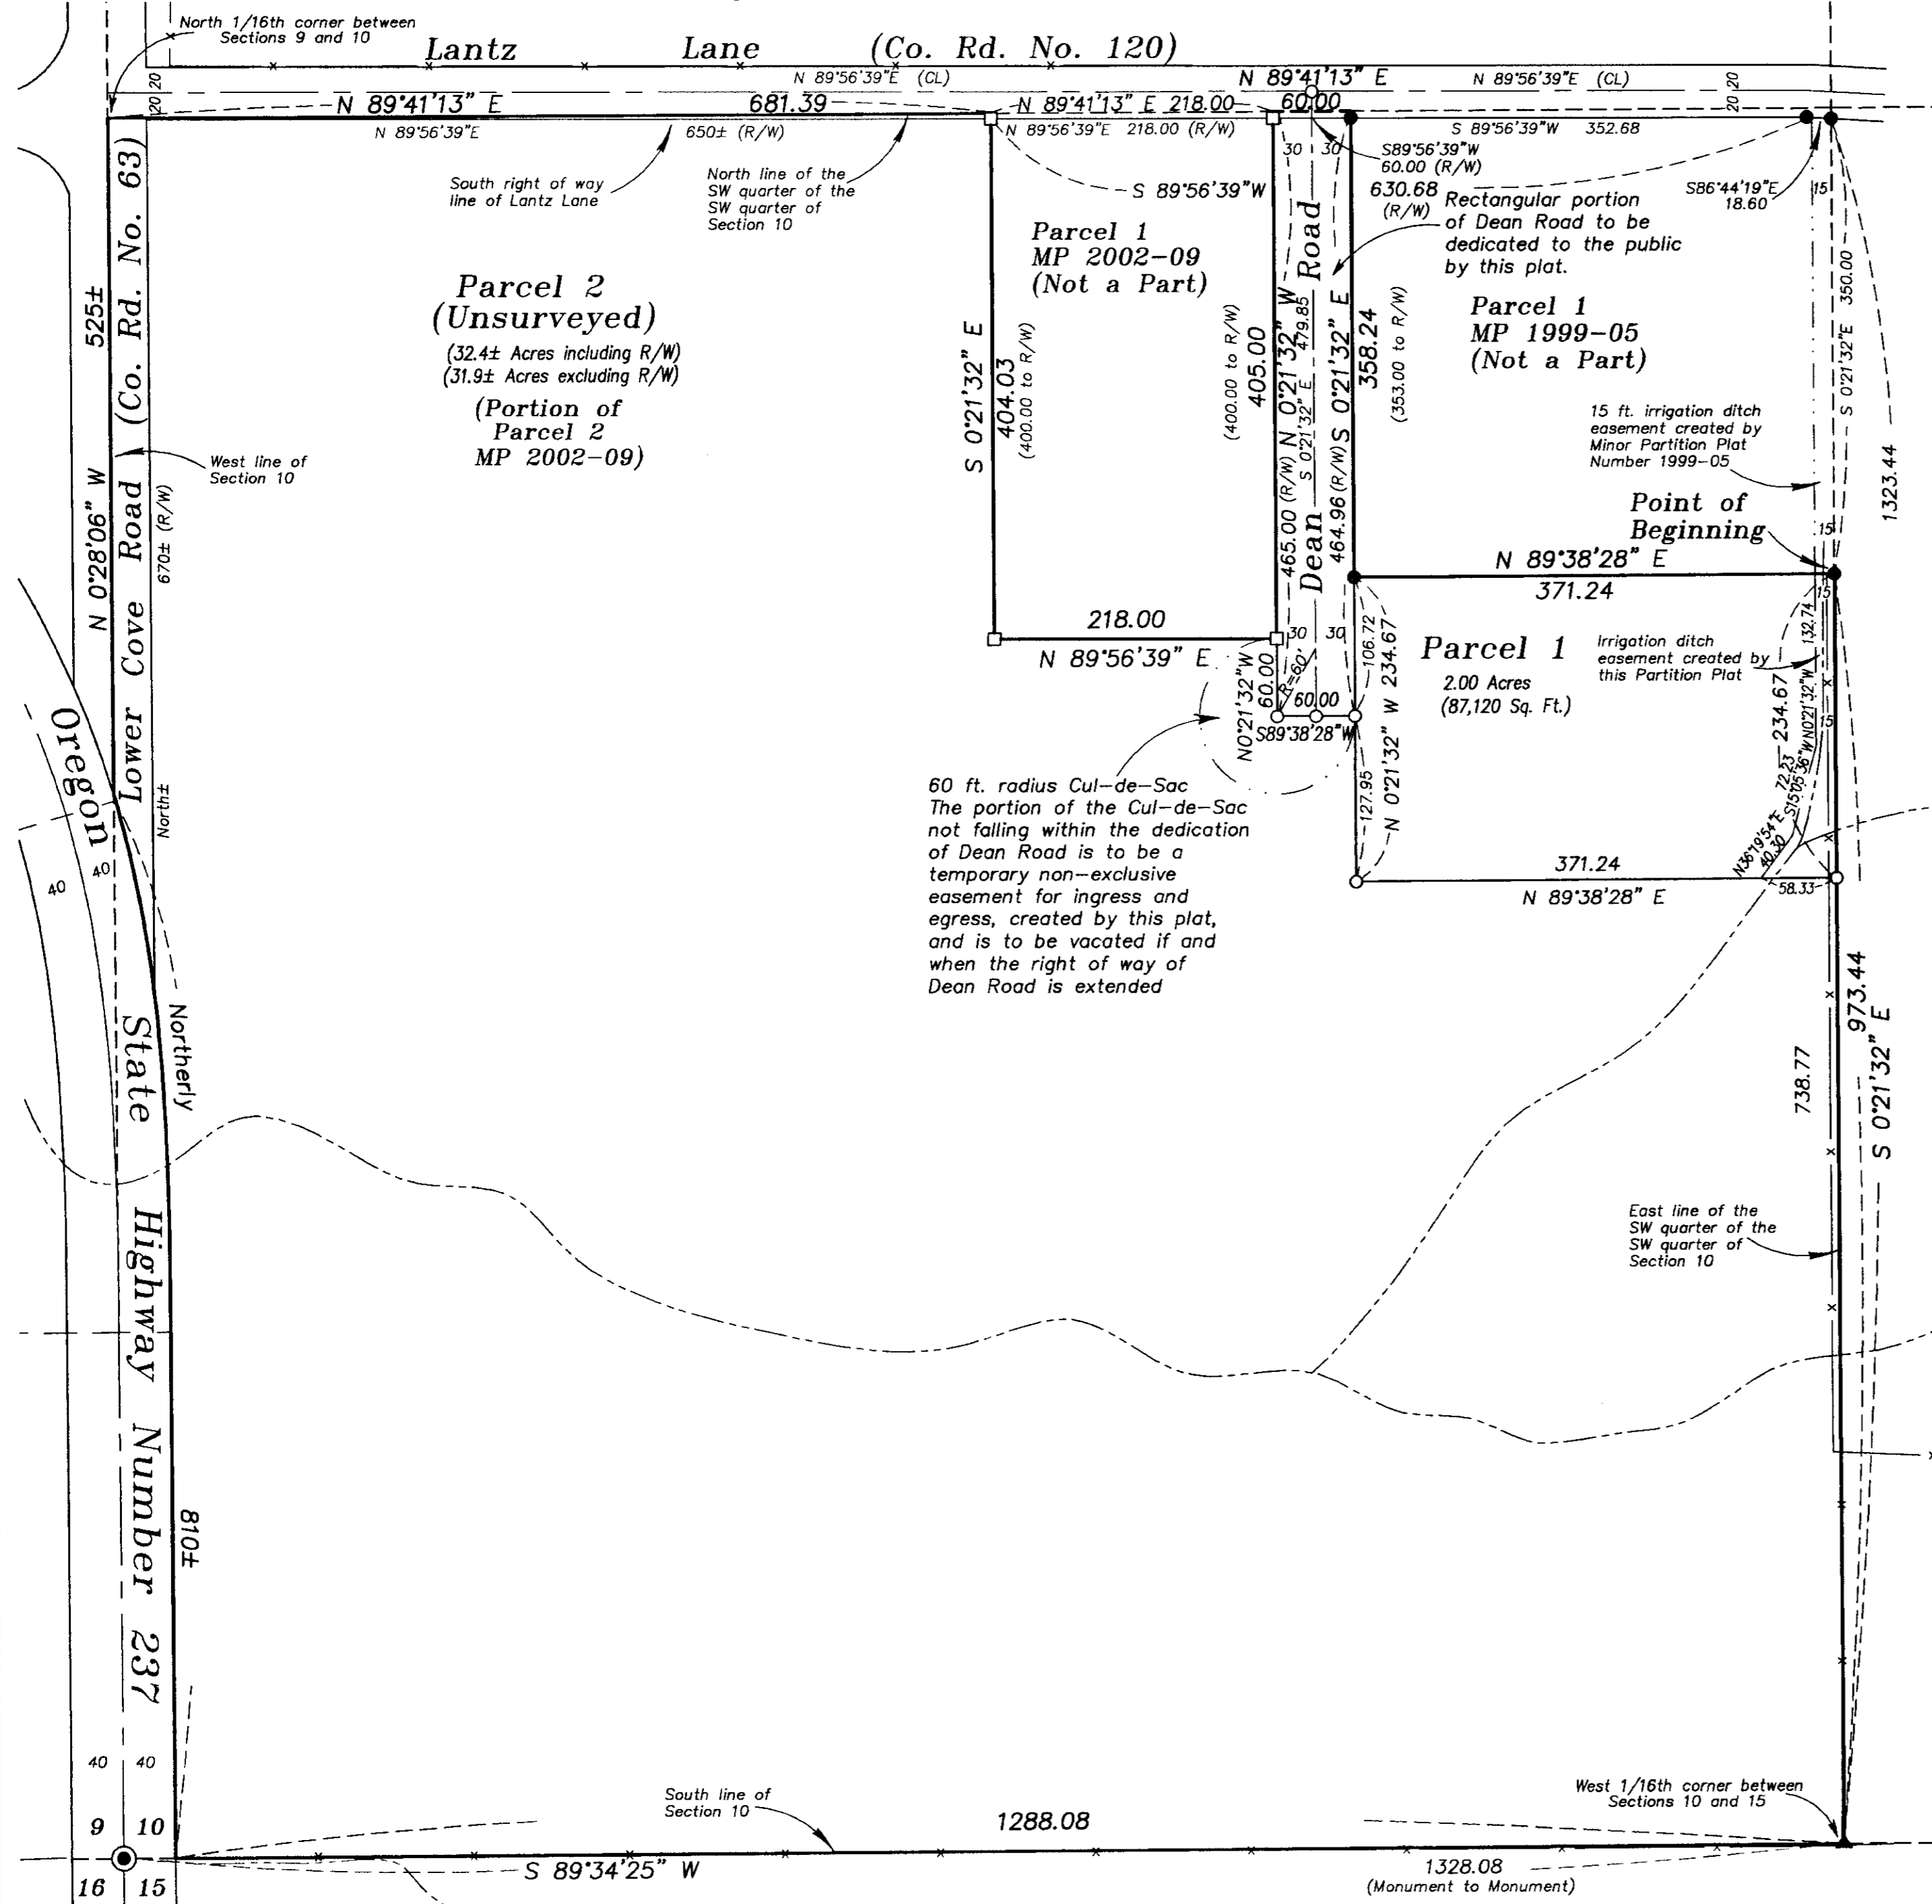 North 1/16th corner between
Sections 9 and 10
Lantz Lane (Co. Rd. No. 120)
20 20
N 89°56'39"E (CL)
N 89°41'13" E
N 89°56'39"E (CL)
20 20
N 89°41'13" E 681.39
N 89°41'13" E 218.00
60.00
N 89°56'39"E 650± (R/W)
N 89°56'39"E 218.00 (R/W)
S 89°56'39"W 352.68
30 30
S89°56'39"W
60.00 (R/W)
South right of way
line of Lantz Lane
North line of the
SW quarter of the
SW quarter of
Section 10
S 89°56'39"W
630.68
(R/W)
S86°44'19"E
18.60
15
Rectangular portion
of Dean Road to be
dedicated to the public
by this plat.
Parcel 1
MP 2002-09
(Not a Part)
Parcel 2
(Unsurveyed)
(32.4± Acres including R/W)
(31.9± Acres excluding R/W)
(Portion of
Parcel 2
MP 2002-09)
Parcel 1
MP 1999-05
(Not a Part)
525±
N 0°28'06" W
Lower Cove Road (Co. Rd. No. 63)
670± (R/W)
North±
West line of
Section 10
S 0°21'32" E
404.03
(400.00 to R/W)
(400.00 to R/W)
405.00
465.00 (R/W) N 0°21'32" W
S 0°21'32" E 479.85
Dean Road
464.96 (R/W) S 0°21'32" E
358.24
(353.00 to R/W)
S 0°21'32"E 350.00
1323.44
15 ft. irrigation ditch
easement created by
Minor Partition Plat
Number 1999-05
Point of
Beginning
15
N 89°38'28" E
371.24
15
218.00
N 89°56'39" E
30 30
N0°21'32"W
60.00
R=60'
60.00
S89°38'28"W
106.72
N 0°21'32" W 234.67
127.95
Parcel 1
2.00 Acres
(87,120 Sq. Ft.)
Irrigation ditch
easement created by
this Partition Plat
234.67
N0°21'32"W 132.74
15
S15°05'36"W
72.23
N36°19'54"E
40.30
58.33
371.24
N 89°38'28" E
60 ft. radius Cul-de-Sac
The portion of the Cul-de-Sac
not falling within the dedication
of Dean Road is to be a
temporary non-exclusive
easement for ingress and
egress, created by this plat,
and is to be vacated if and
when the right of way of
Dean Road is extended
Oregon State Highway Number 237
40 40
Northerly
810±
973.44
S 0°21'32" E
738.77
East line of the
SW quarter of the
SW quarter of
Section 10
40 40
South line of
Section 10
1288.08
West 1/16th corner between
Sections 10 and 15
9 10
S 89°34'25" W
1328.08
(Monument to Monument)
16 15